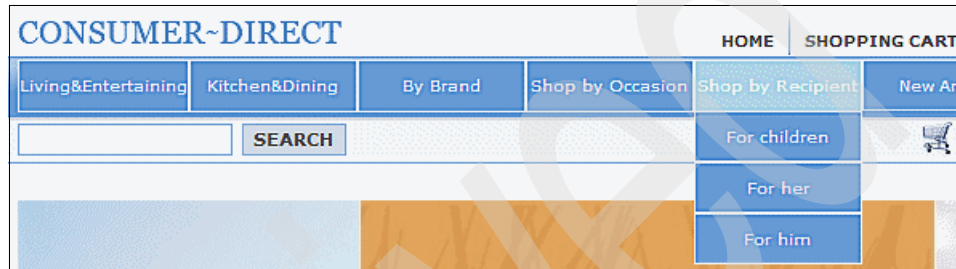 CONSUMER~DIRECT
HOME SHOPPING CART
Living&Entertaining Kitchen&Dining By Brand Shop by Occasion Shop by Recipient New
SEARCH
For children
For her
For him